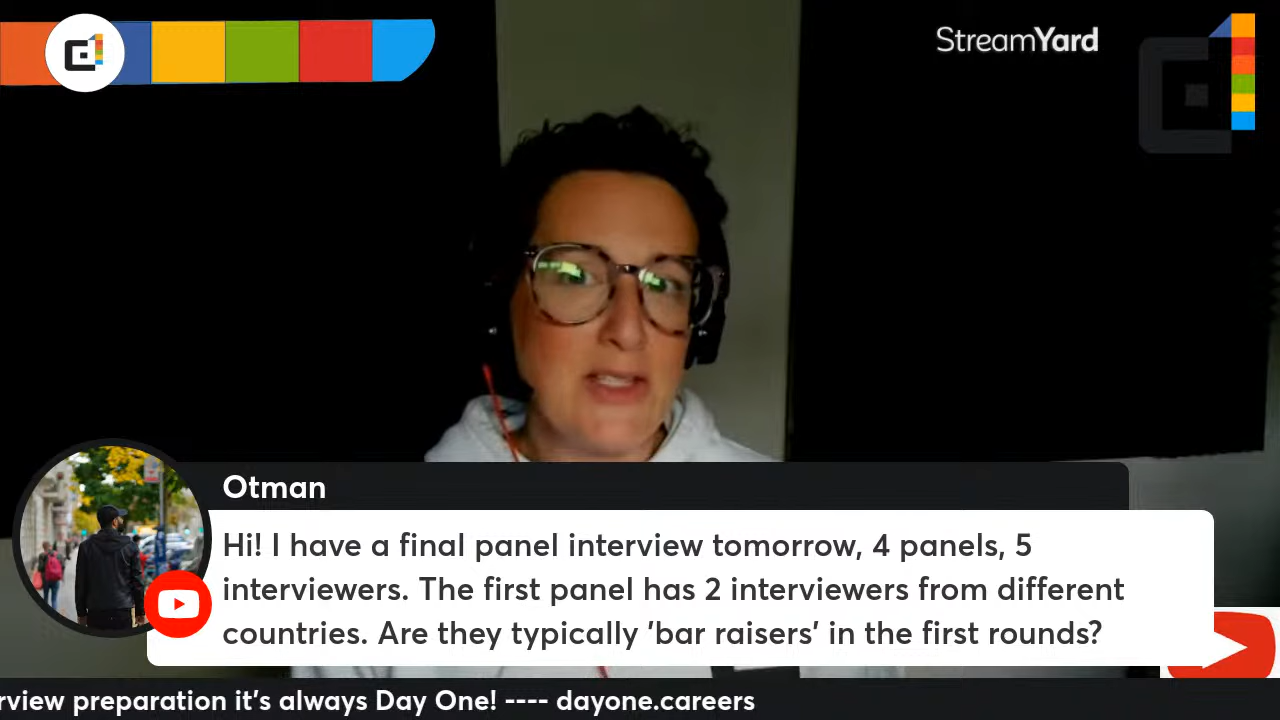 StreamYard
Otman
Hi! I have a final panel interview tomorrow, 4 panels, 5
interviewers. The first panel has 2 interviewers from different
countries. Are they typically 'bar raisers' in the first rounds?
rview preparation it's always Day One! ---- dayone.careers